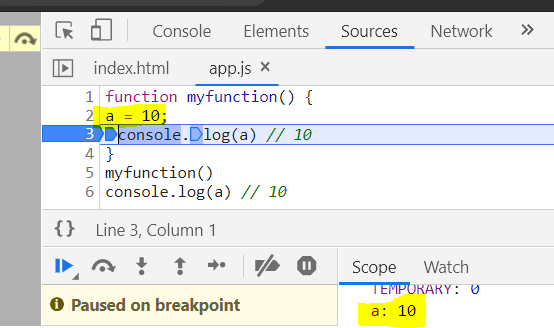 Console Elements Sources Network »
index.html app.js ×
1 function myfunction() {
2 a = 10;
3 console.log(a) // 10
4 }
5 myfunction()
6 console.log(a) // 10
{} Line 3, Column 1
Scope Watch
Paused on breakpoint
TEMPORARY: 0
a: 10